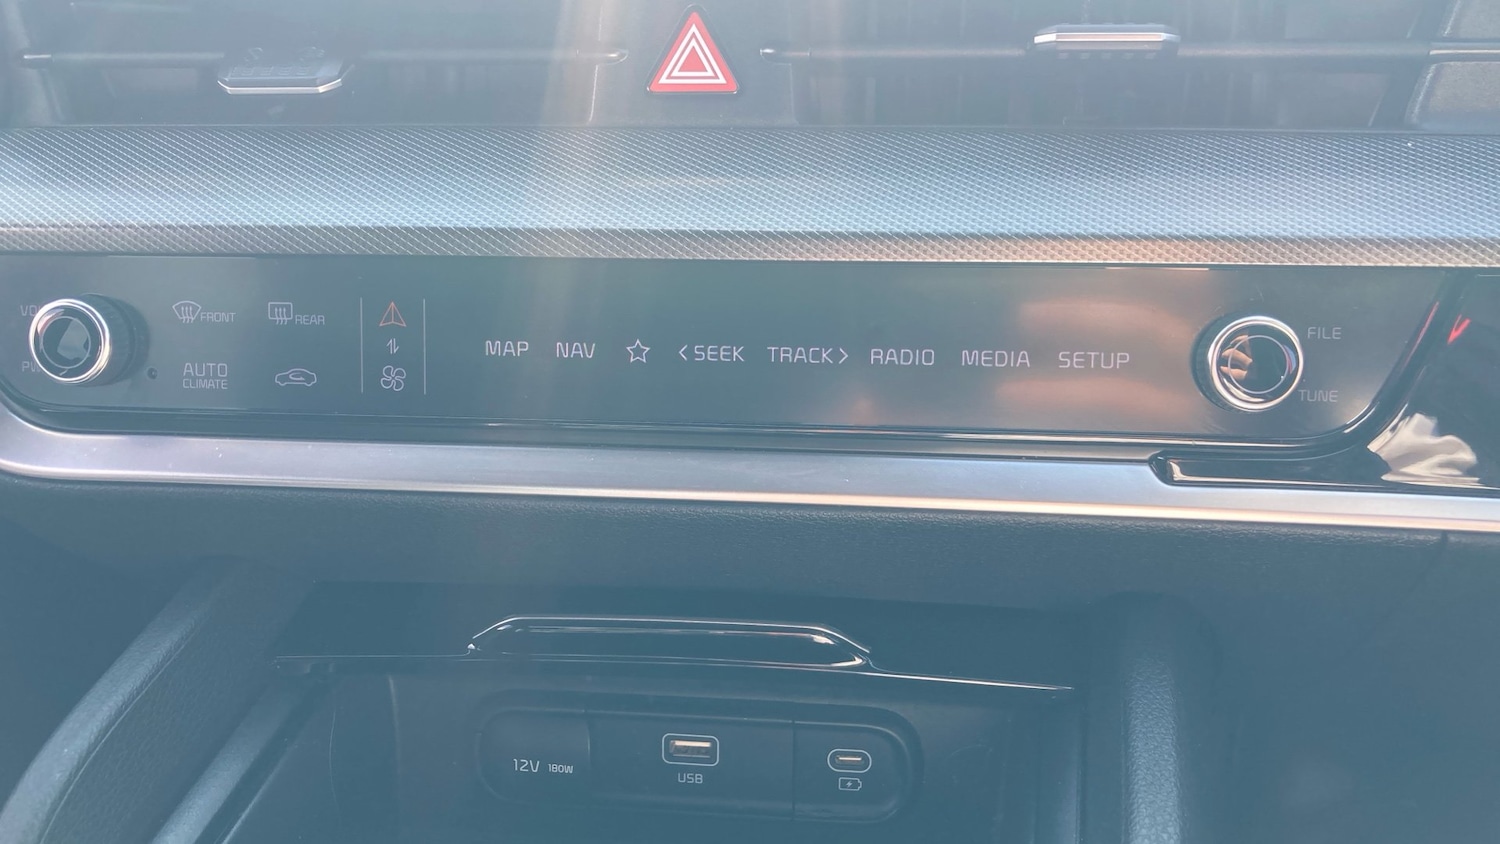 FRONT
REAR
AUTO
CLIMATE
MAP NAV <SEEK TRACK> RADIO MEDIA SETUP
FILE
TUNE
12V 180W
USB